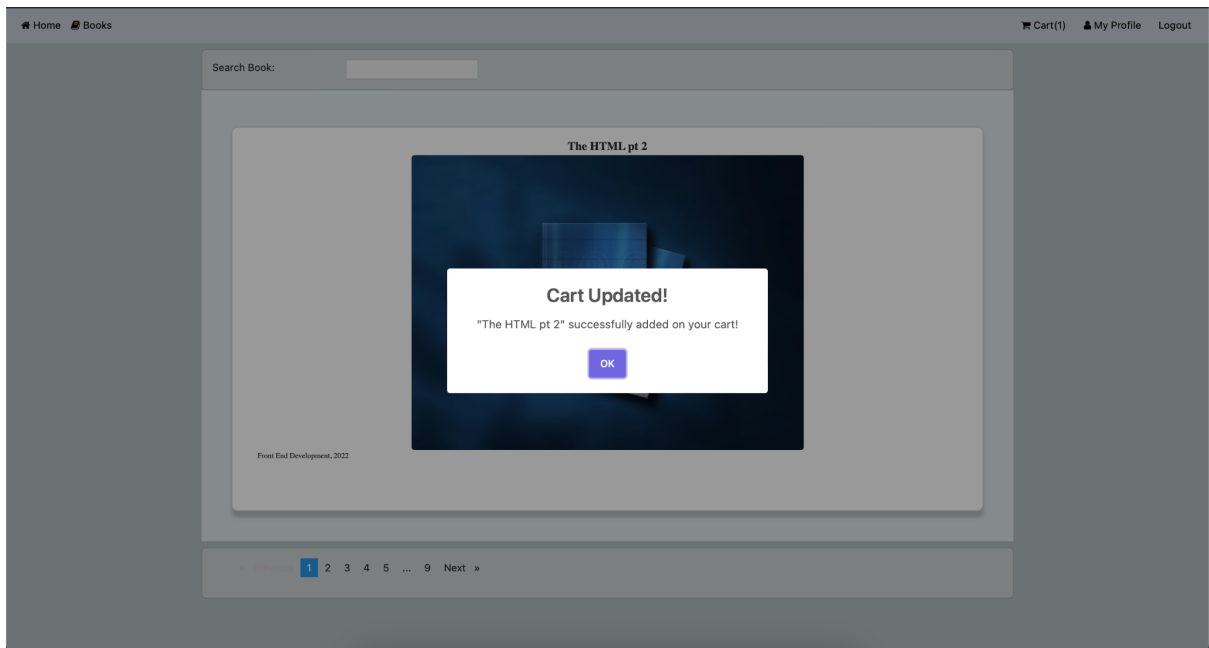 Home Books Cart(1) My Profile Logout
Search Book:
The HTML pt 2
Cart Updated!
"The HTML pt 2" successfully added on your cart!
OK
Front End Development, 2022
« Previous 1 2 3 4 5 ... 9 Next »